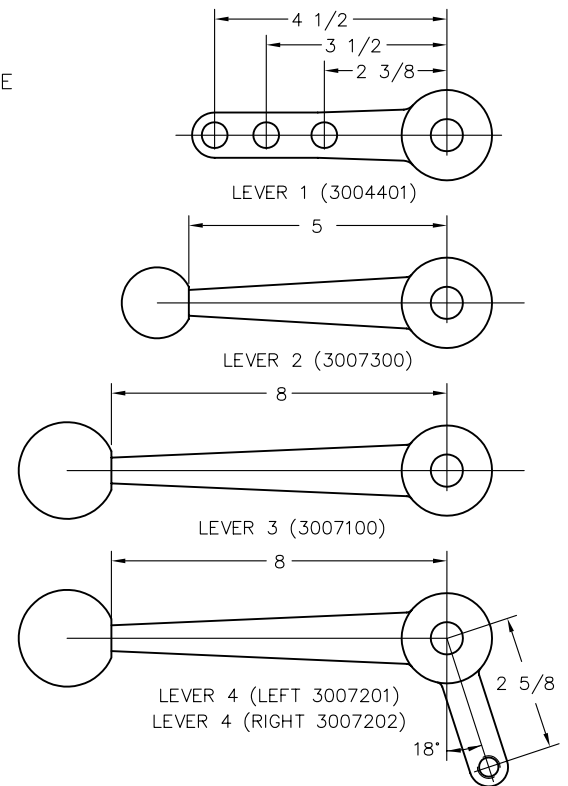 4 1/2
3 1/2
E
2 3/8
LEVER 1 (3004401)
5
LEVER 2 (3007300)
8
LEVER 3 (3007100)
8
2 5/8
LEVER 4 (LEFT 3007201)
LEVER 4 (RIGHT 3007202)
18°